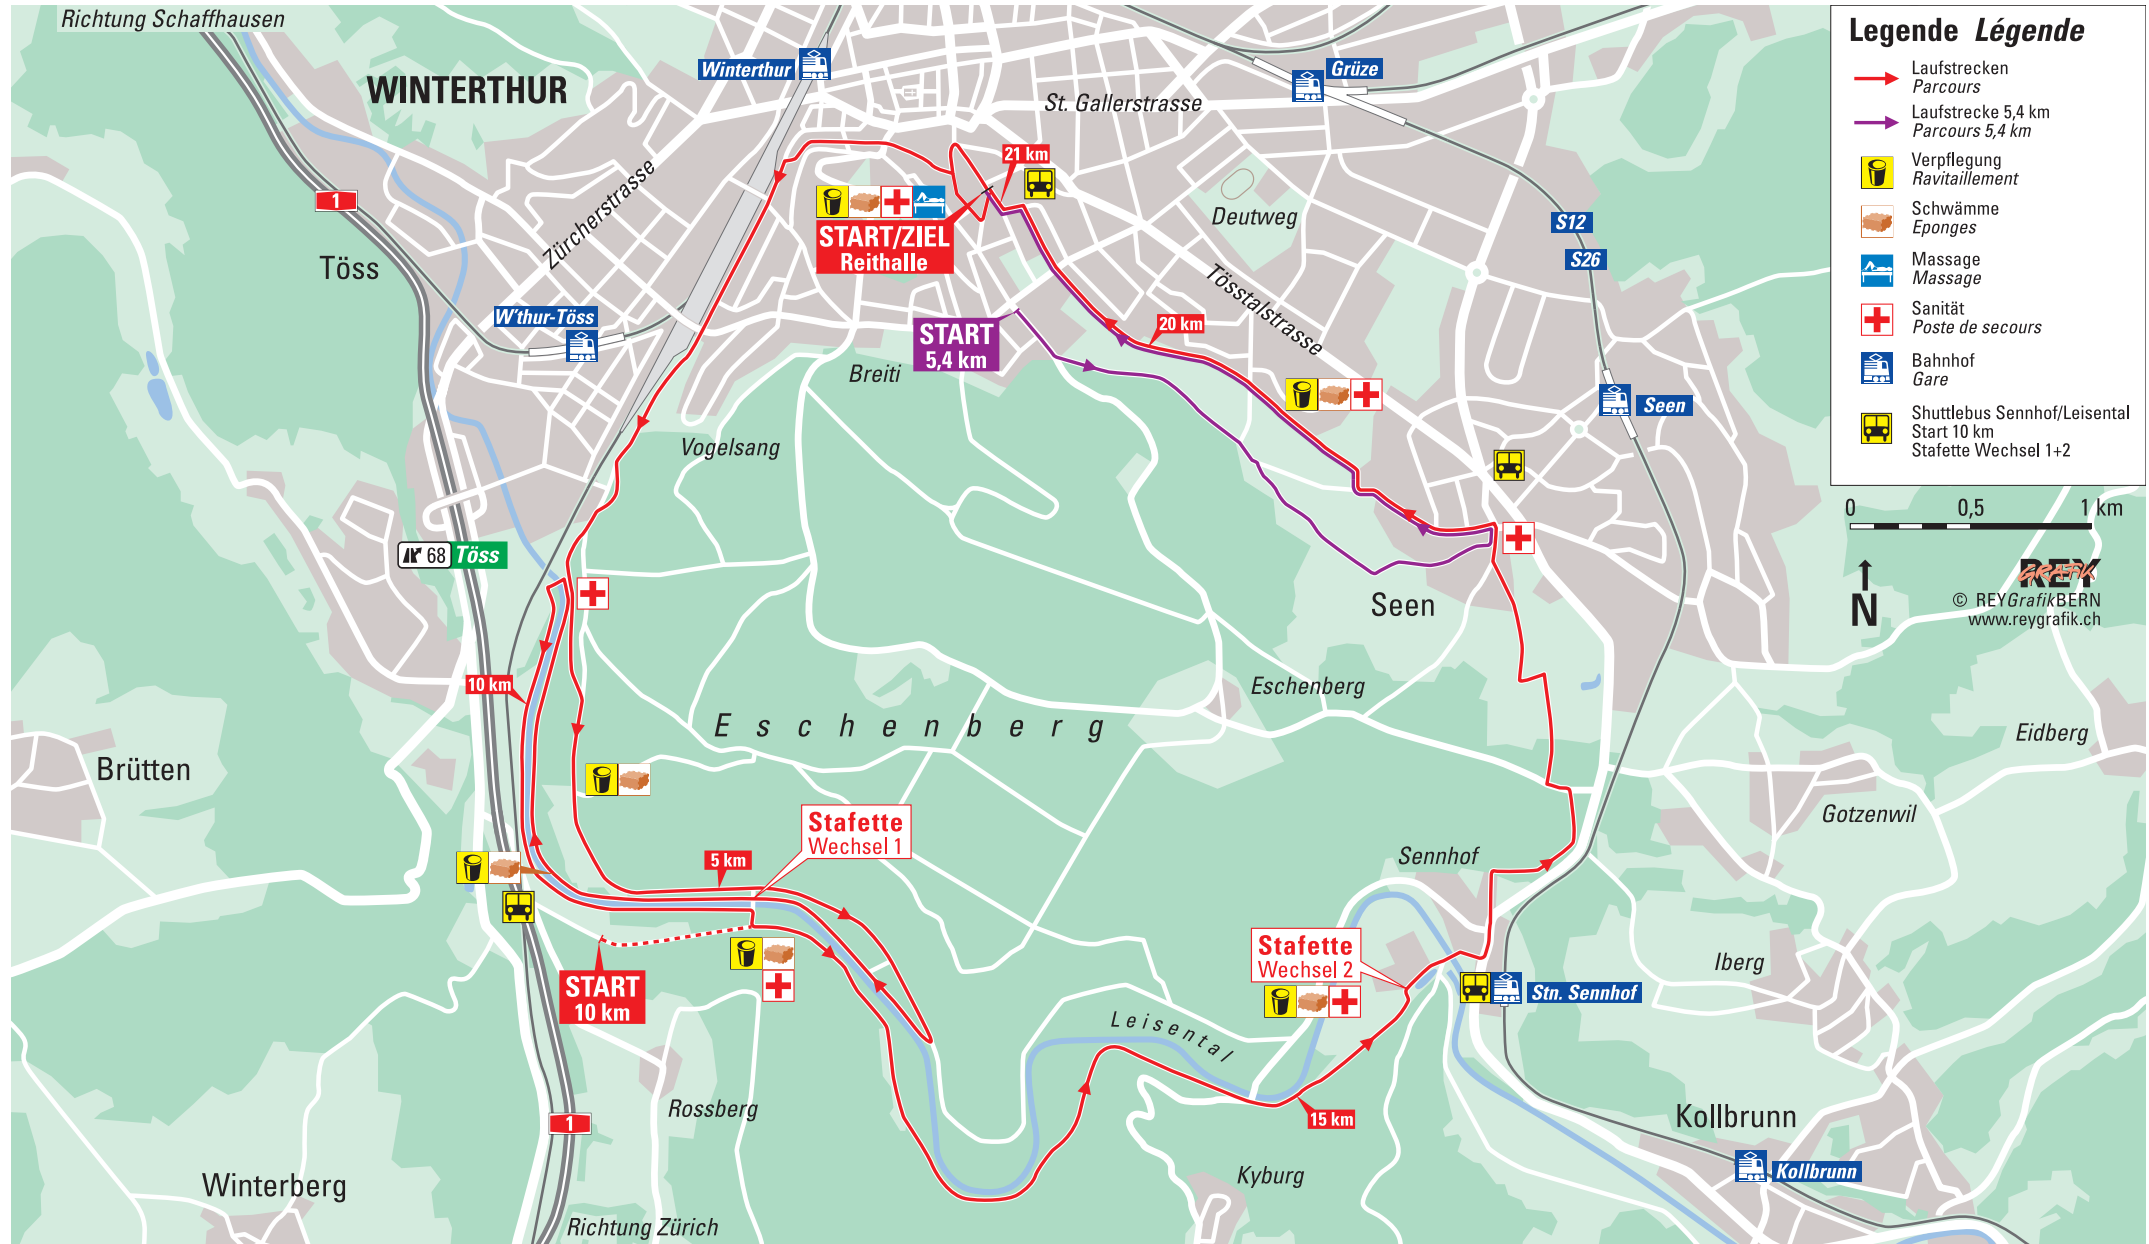 Richtung Schaffhausen
WINTERTHUR
Winterthur
Grüze
St. Gallerstrasse
Zürcherstrasse
1
Töss
21 km
START/ZIEL
Reithalle
Deutweg
S12
S26
Tösstalstrasse
W'thur-Töss
START
5,4 km
20 km
Breiti
Seen
Vogelsang
68 Töss
Seen
10 km
Eschenberg
Eschenberg
Eidberg
Brütten
Gotzenwil
Stafette
Wechsel 1
5 km
Sennhof
Stafette
Wechsel 2
Iberg
START
10 km
Stn. Sennhof
Leisental
Rossberg
1
15 km
Kollbrunn
Kyburg
Kollbrunn
Winterberg
Richtung Zürich
Legende Légende
Laufstrecken
Parcours
Laufstrecke 5,4 km
Parcours 5,4 km
Verpflegung
Ravitaillement
Schwämme
Eponges
Massage
Massage
Sanität
Poste de secours
Bahnhof
Gare
Shuttlebus Sennhof/Leisental
Start 10 km
Stafette Wechsel 1+2
0 0,5 1 km
N
REY
GRAFIK
© REYGrafikBERN
www.reygrafik.ch